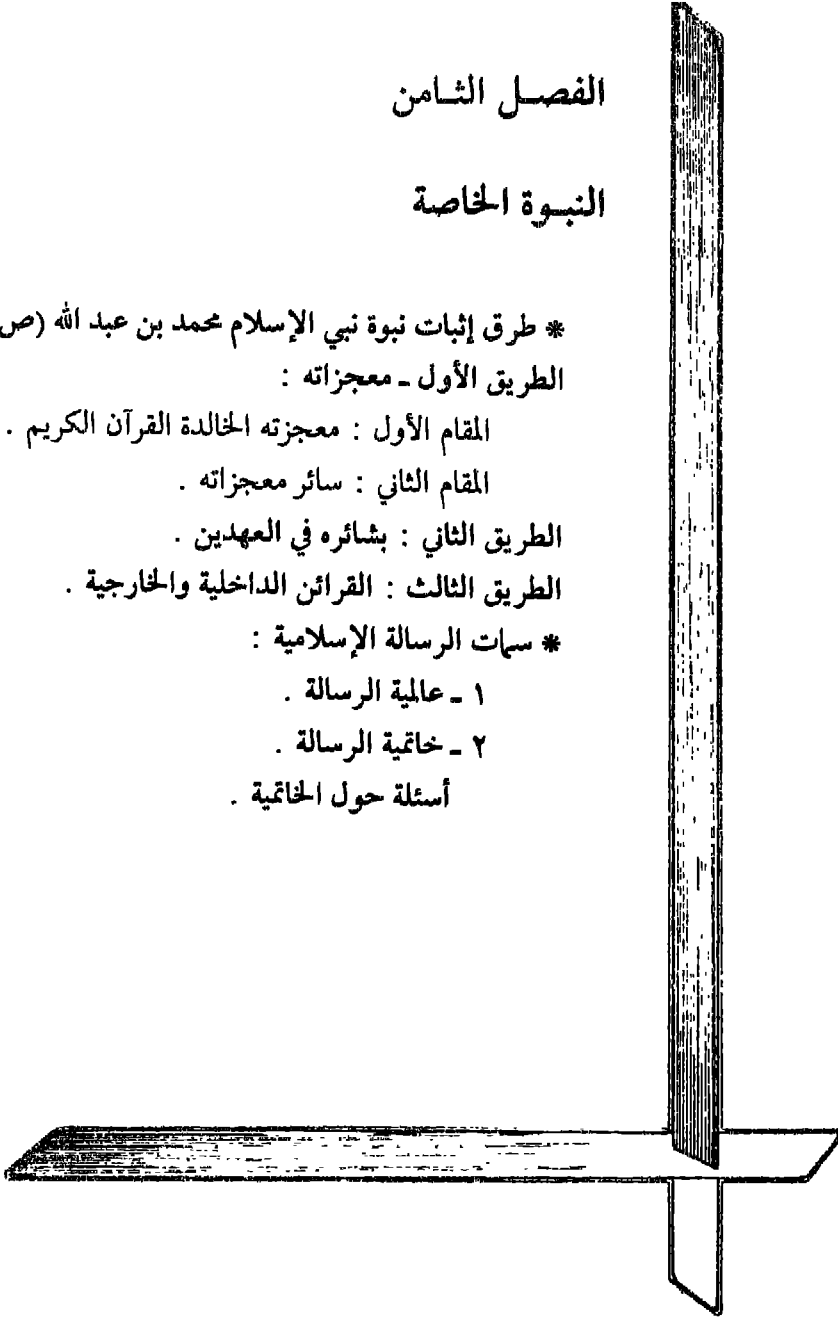 الفصل الثامن
النبوة الخاصة
* طرق إثبات نبوة نبي الإسلام محمد بن عبد الله (ص
الطريق الأول ـ معجزاته :
المقام الأول : معجزته الخالدة القرآن الكريم .
المقام الثاني : سائر معجزاته .
الطريق الثاني : بشائره في العهدين .
الطريق الثالث : القرائن الداخلية والخارجية .
* سمات الرسالة الإسلامية :
١ ـ عالمية الرسالة .
٢ ـ خاتمية الرسالة .
أسئلة حول الخاتمية .